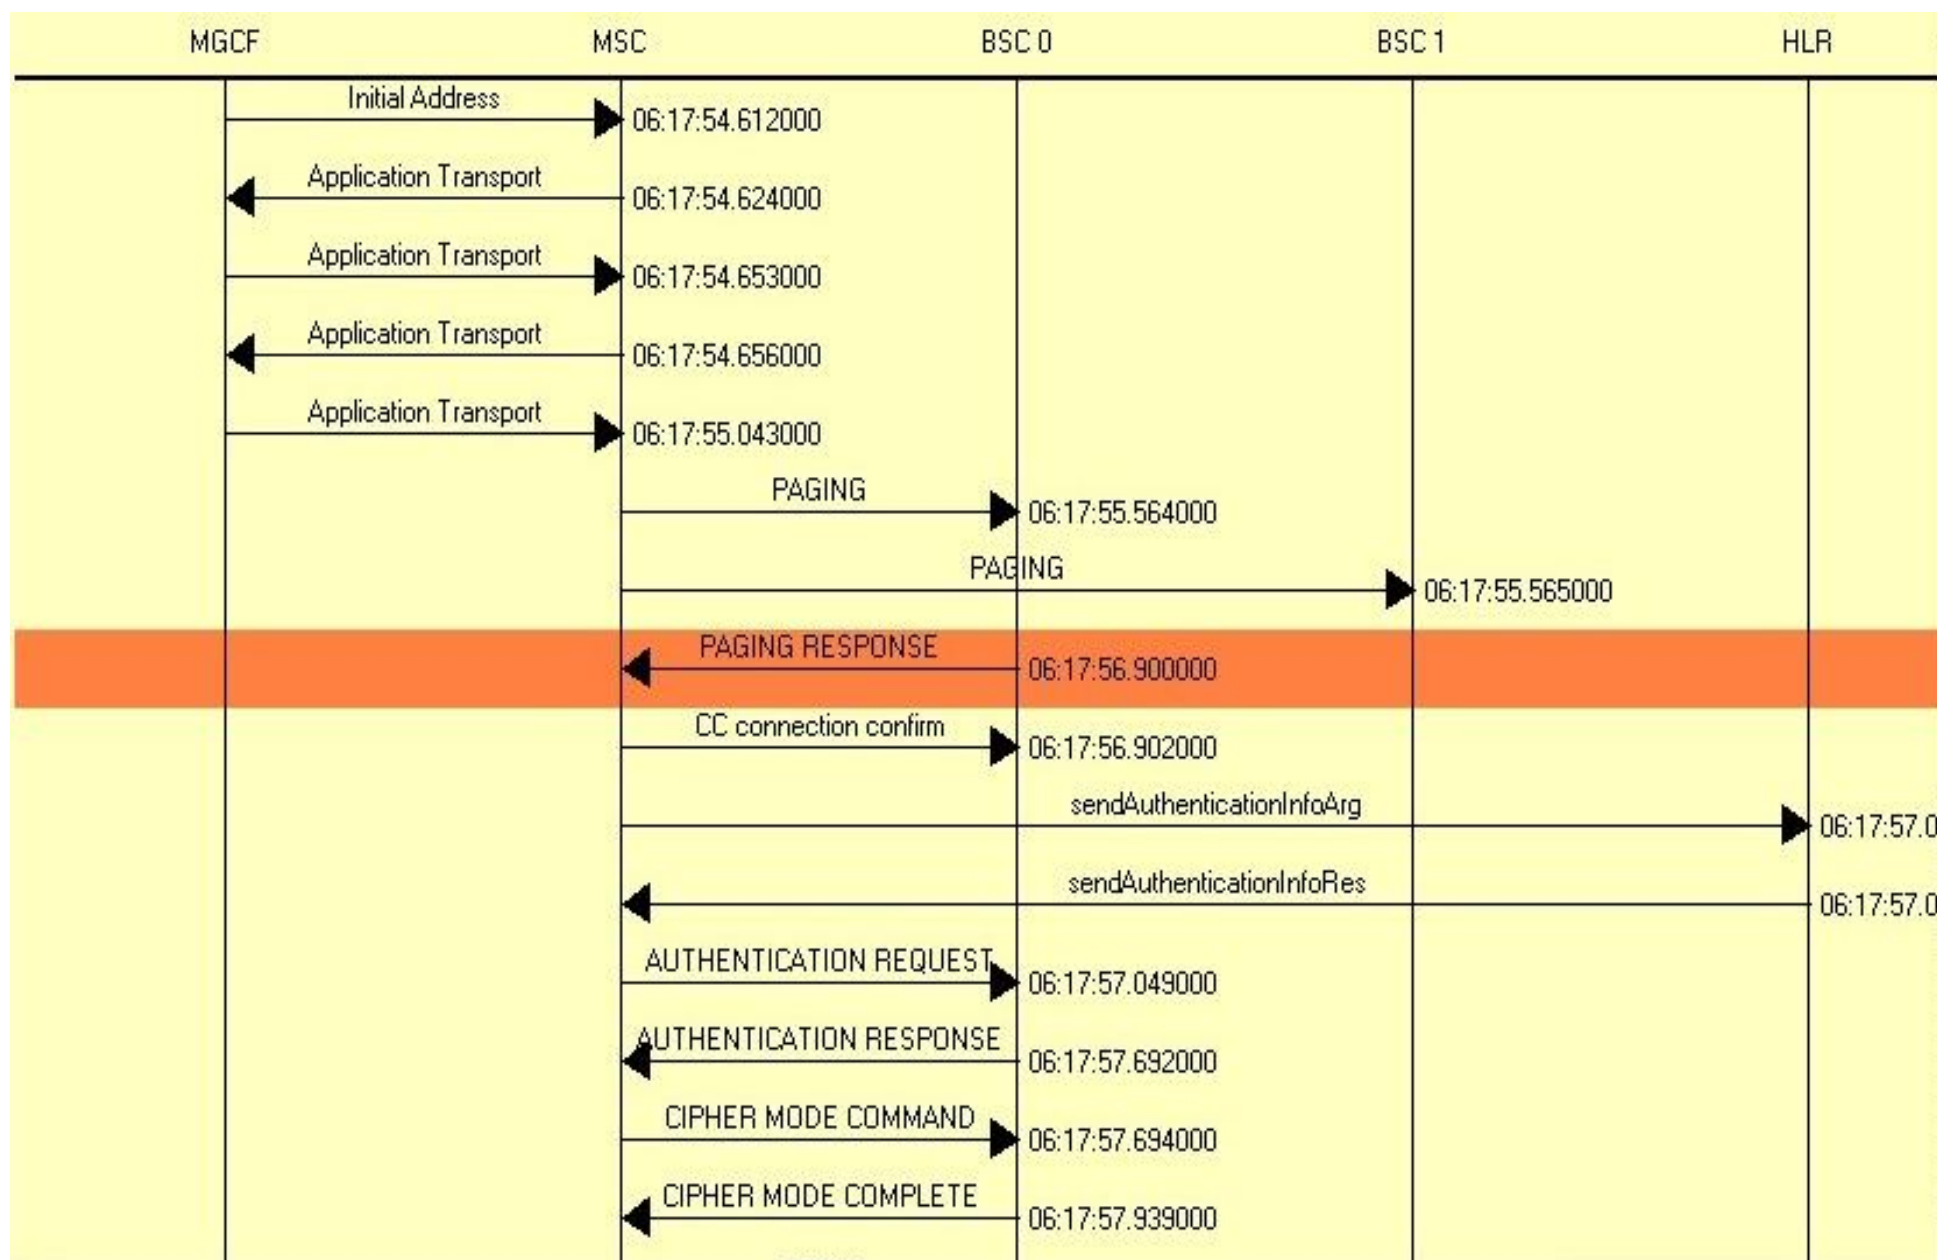 MGCF MSC BSC 0 BSC 1 HLR
Initial Address
06:17:54.612000
Application Transport
06:17:54.624000
Application Transport
06:17:54.653000
Application Transport
06:17:54.656000
Application Transport
06:17:55.043000
PAGING
06:17:55.564000
PAGING
06:17:55.565000
PAGING RESPONSE
06:17:56.900000
CC connection confirm
06:17:56.902000
sendAuthenticationInfoArg
06:17:57.0
sendAuthenticationInfoRes
06:17:57.0
AUTHENTICATION REQUEST
06:17:57.049000
AUTHENTICATION RESPONSE
06:17:57.692000
CIPHER MODE COMMAND
06:17:57.694000
CIPHER MODE COMPLETE
06:17:57.939000